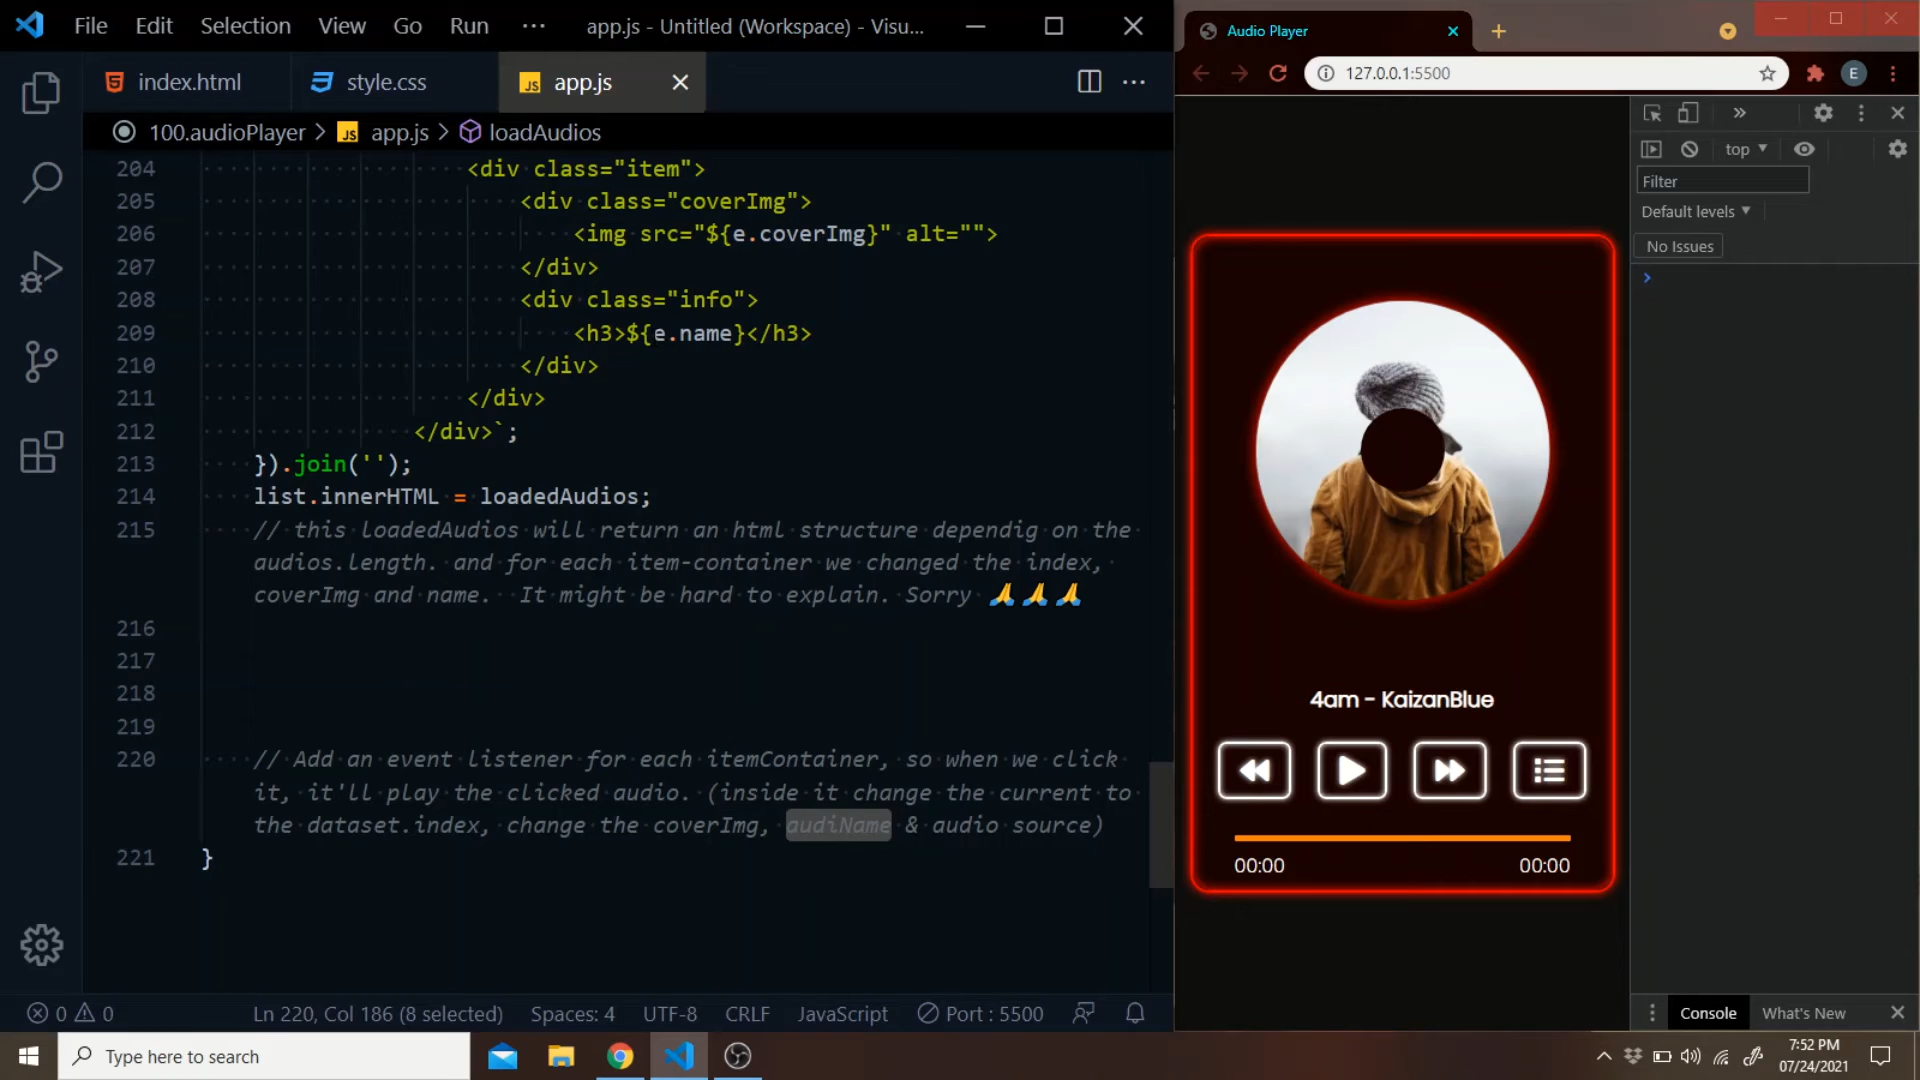 File Edit Selection View Go Run ··· app.js - Untitled (Workspace) - Visu...
index.html style.css JS app.js
100.audioPlayer > JS app.js > loadAudios
204 <div class="item">
205 <div class="coverImg">
206 <img src="${e.coverImg}" alt="">
207 </div>
208 <div class="info">
209 <h3>${e.name}</h3>
210 </div>
211 </div>
212 </div>`;
213 }).join('');
214 list.innerHTML = loadedAudios;
215 // this loadedAudios will return an html structure dependig on the
audios.length. and for each item-container we changed the index,
coverImg and name.  It might be hard to explain. Sorry 🙏🙏🙏
216
217
218
219
220 // Add an event listener for each itemContainer, so when we click
it, it'll play the clicked audio. (inside it change the current to
the dataset.index, change the coverImg, audiName & audio source)
221 }
0 0 Ln 220, Col 186 (8 selected) Spaces: 4 UTF-8 CRLF JavaScript Port : 5500
Audio Player
127.0.0.1:5500 E
top
Filter
Default levels
No Issues
4am - KaizanBlue
00:00 00:00
Console What's New
Type here to search
7:52 PM
07/24/2021